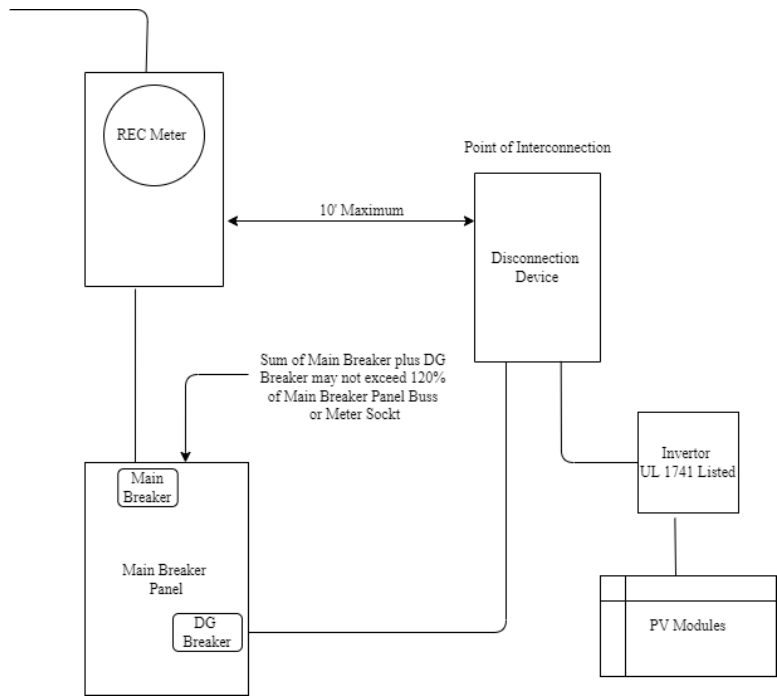 REC Meter
Point of Interconnection
10' Maximum
Disconnection
Device
Sum of Main Breaker plus DG
Breaker may not exceed 120%
of Main Breaker Panel Buss
or Meter Sockt
Invertor
UL 1741 Listed
Main
Breaker
Main Breaker
Panel
DG
Breaker
PV Modules